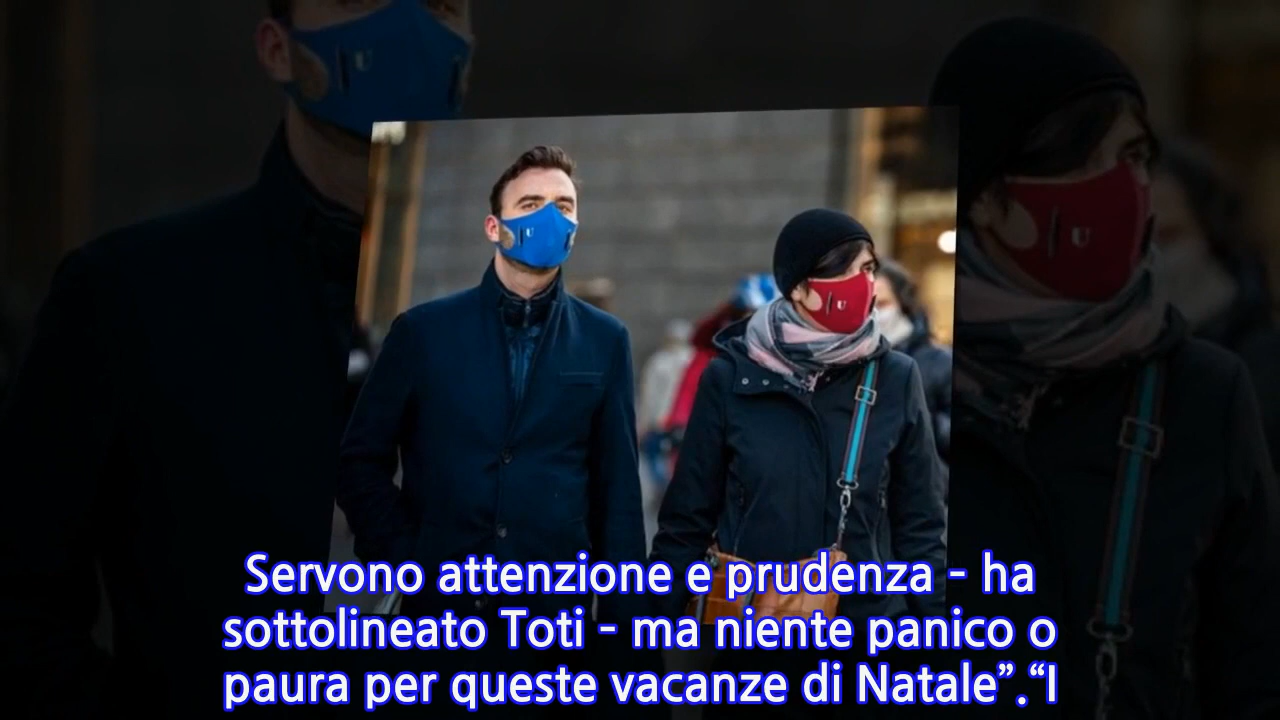 Servono attenzione e prudenza - ha
sottolineato Toti - ma niente panico o
paura per queste vacanze di Natale”.“I